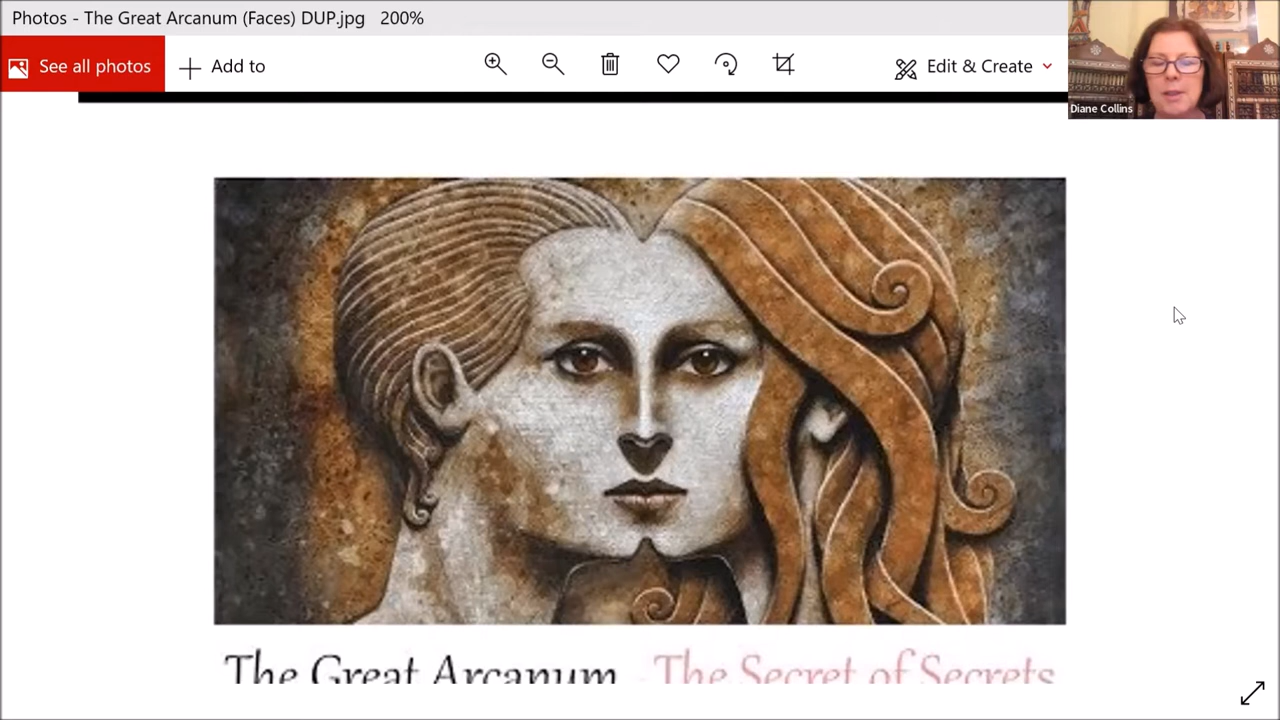 Photos - The Great Arcanum (Faces) DUP.jpg 200%
See all photos
Add to
Edit & Create
Diane Collins
The Great Arcanum - The Secret of Secrets